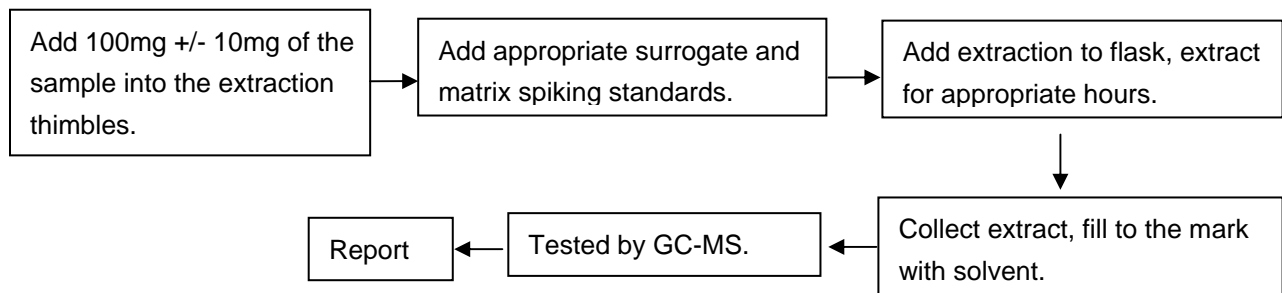 Add 100mg +/- 10mg of the
sample into the extraction
thimbles.
Add appropriate surrogate and
matrix spiking standards.
Add extraction to flask, extract
for appropriate hours.
Collect extract, fill to the mark
with solvent.
Tested by GC-MS.
Report